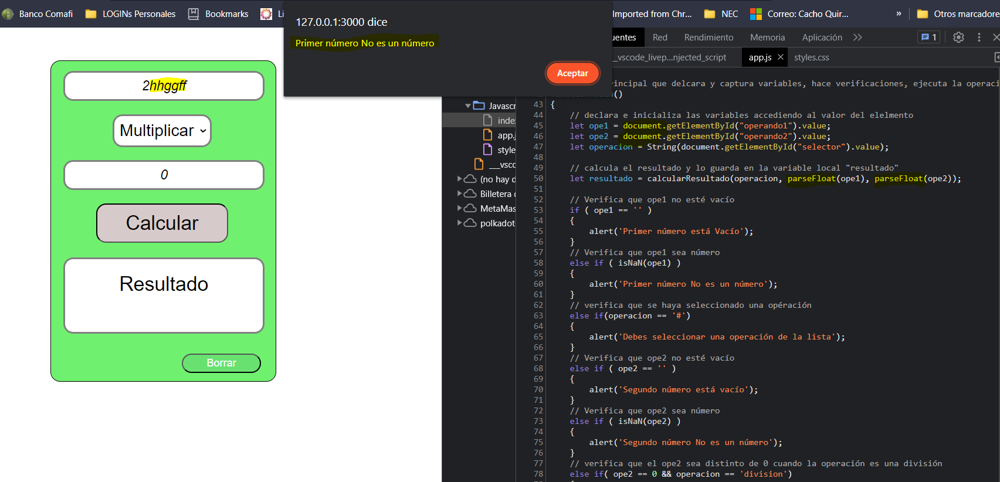 Banco Comafi
LOGINs Personales
Bookmarks
Li
Imported from Chr...
NEC
Correo: Cacho Quir...
»
Otros marcadore
127.0.0.1:3000 dice
Primer número No es un número
Aceptar
2hhggff
Multiplicar
0
Calcular
Resultado
Borrar
uentes
Red
Rendimiento
Memoria
Aplicación
1
__vscode_livep...njected_script
app.js
styles.css
Javascr
inde
app.j
style
__vsc
(no hay d
Billetera
MetaMas
polkadot
rincipal que delcara y captura variables, hace verificaciones, ejecuta la operaci
()
43 {
44 // declara e inicializa las variables accediendo al valor del elelmento
45 let ope1 = document.getElementById("operando1").value;
46 let ope2 = document.getElementById("operando2").value;
47 let operacion = String(document.getElementById("selector").value);
48
49 // calcula el resultado y lo guarda en la variable local "resultado"
50 let resultado = calcularResultado(operacion, parseFloat(ope1), parseFloat(ope2));
51
52 // Verifica que ope1 no esté vacío
53 if ( ope1 == '' )
54 {
55 alert('Primer número está Vacío');
56 }
57 // Verifica que ope1 sea número
58 else if ( isNaN(ope1) )
59 {
60 alert('Primer número No es un número');
61 }
62 // verifica que se haya seleccionado una opéración
63 else if(operacion == '#')
64 {
65 alert('Debes seleccionar una operación de la lista');
66 }
67 // Verifica que ope2 no esté vacío
68 else if ( ope2 == '' )
69 {
70 alert('Segundo número está vacío');
71 }
72 // Verifica que ope2 sea número
73 else if ( isNaN(ope2) )
74 {
75 alert('Segundo número No es un número');
76 }
77 // verifica que el ope2 sea distinto de 0 cuando la operación es una división
78 else if( ope2 == 0 && operacion == 'division')